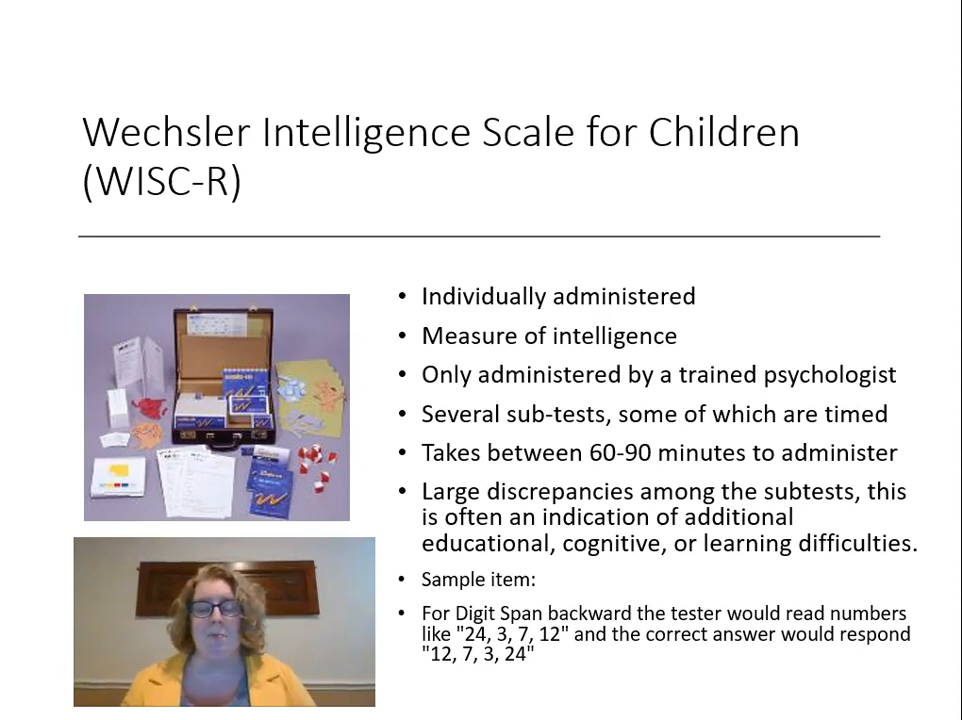 Wechsler Intelligence Scale for Children
(WISC-R)
• Individually administered
• Measure of intelligence
• Only administered by a trained psychologist
• Several sub-tests, some of which are timed
• Takes between 60-90 minutes to administer
• Large discrepancies among the subtests, this
is often an indication of additional
educational, cognitive, or learning difficulties.
• Sample item:
• For Digit Span backward the tester would read numbers
like "24, 3, 7, 12" and the correct answer would respond
"12, 7, 3, 24"